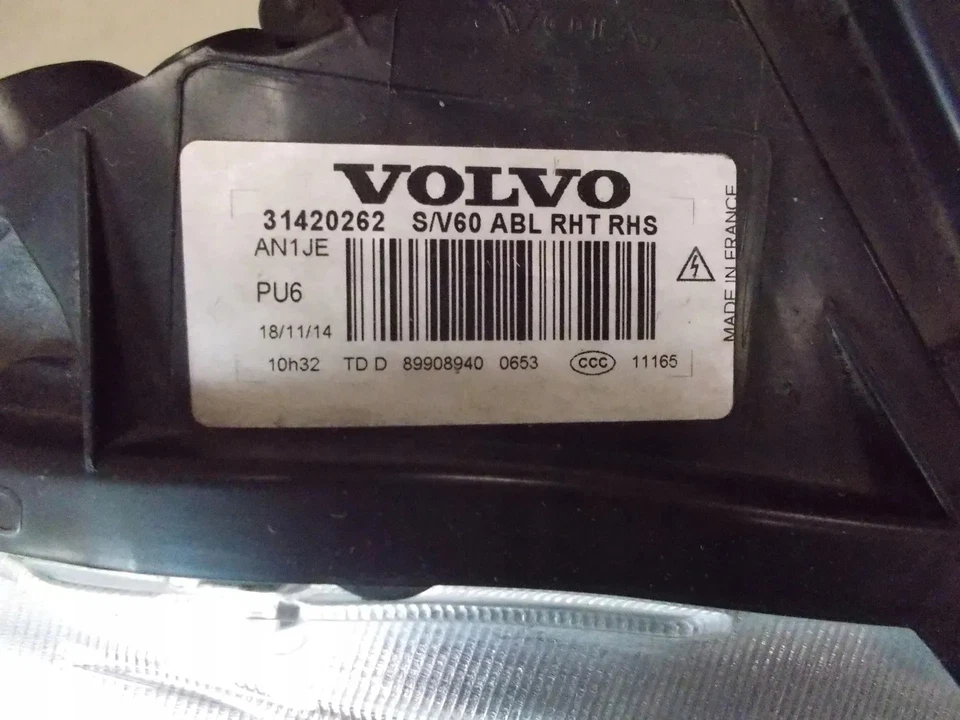 VOLVO
VOLVO
31420262 S/V60 ABL RHT RHS
AN1JE
PU6
18/11/14
10h32 TD D 89908940 0653 CCC 11165
MADE IN FRANCE